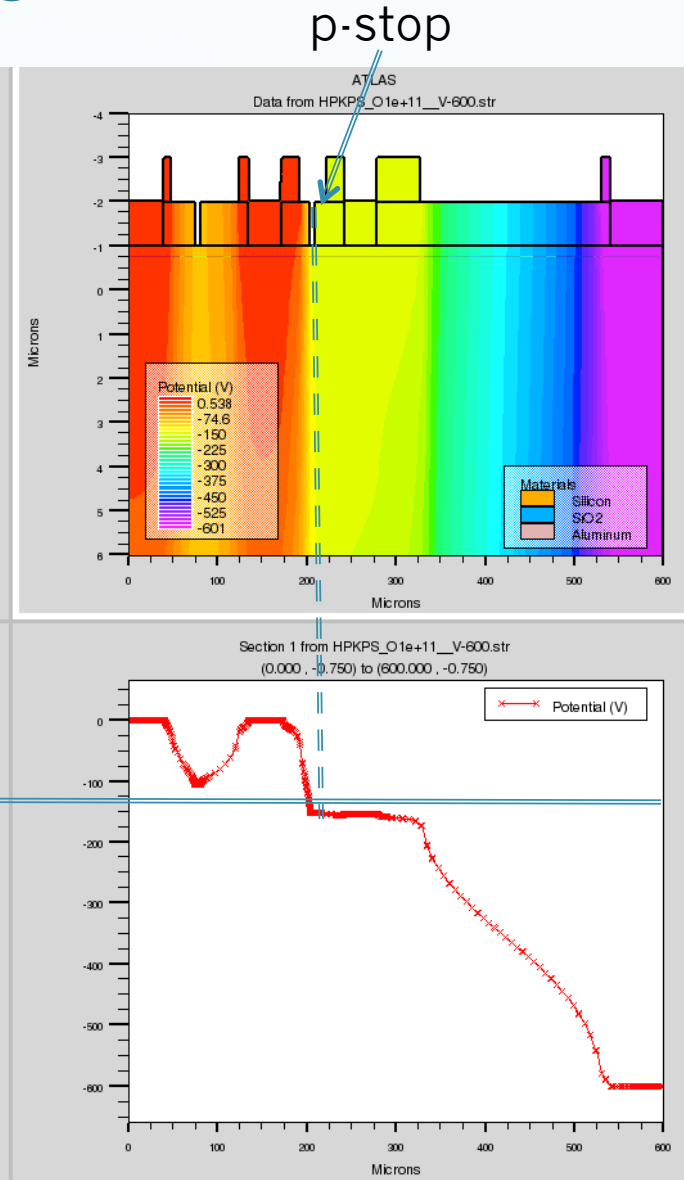 p-stop
ATLAS
Data from HPKPS_O1e+11__V-600.str
-4
-3
-2
-1
0
1
2
3
4
5
6
Microns
Potential (V)
0.538
-74.6
-150
-225
-300
-375
-450
-525
-601
Materials
Silicon
SiO2
Aluminum
0 100 200 300 400 500 600
Microns
Section 1 from HPKPS_O1e+11__V-600.str
(0.000 , -0.750) to (600.000 , -0.750)
Potential (V)
0
-100
-200
-300
-400
-500
-600
0 100 200 300 400 500 600
Microns